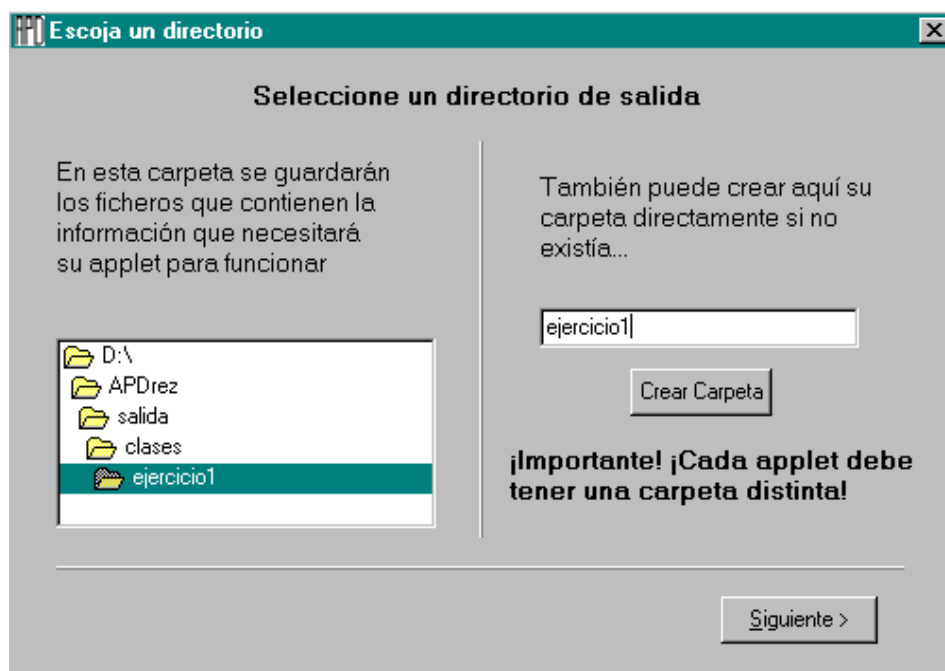 Escoja un directorio
Seleccione un directorio de salida
En esta carpeta se guardarán
los ficheros que contienen la
información que necesitará
su applet para funcionar
D:\
APDrez
salida
clases
ejercicio1
También puede crear aquí su
carpeta directamente si no
existía...
ejercicio1
Crear Carpeta
¡Importante! ¡Cada applet debe
tener una carpeta distinta!
Siguiente >